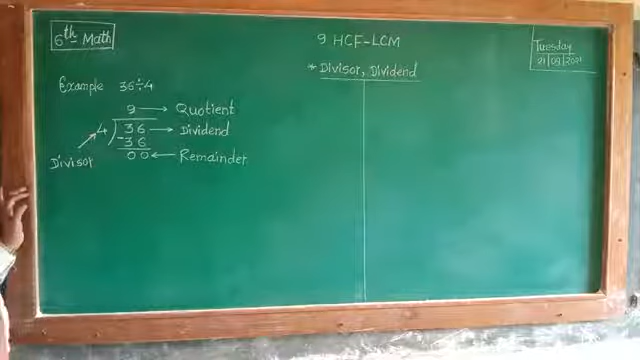 6th Math
9 HCF-LCM
Tuesday
21/09/2021
* Divisor, Dividend
Example 36÷4
9 → Quotient
4 ) 36 → Dividend
-36
Divisor
00 ← Remainder